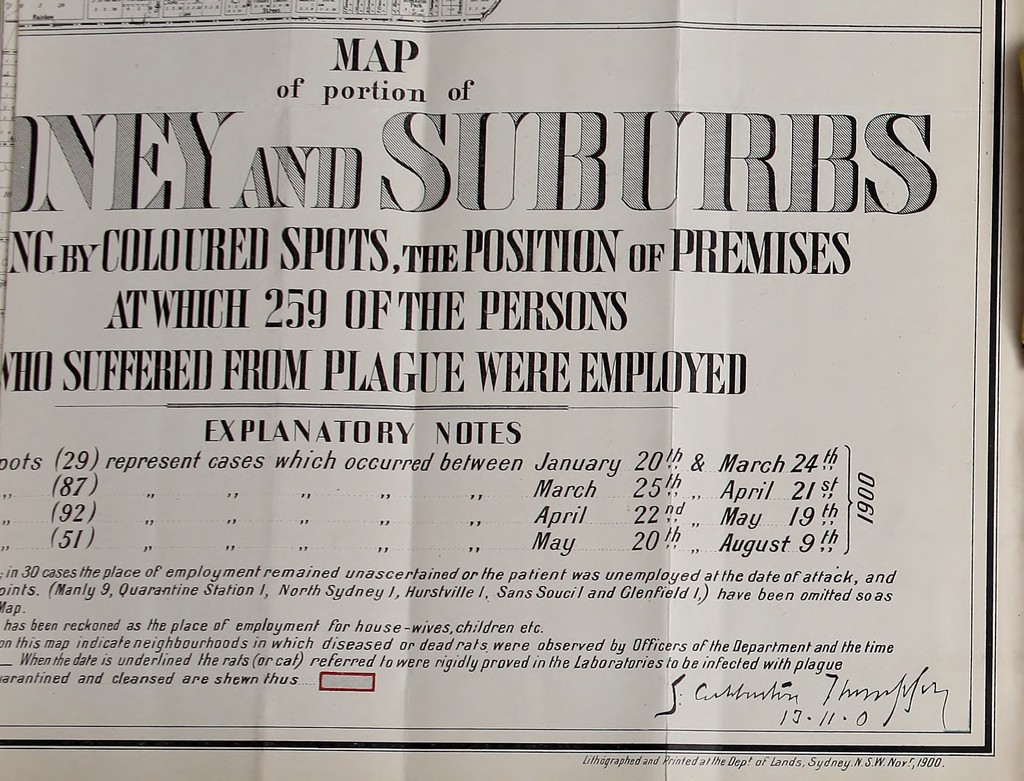 MAP
of portion of
DNEY AND SUBURBS
NG BY COLOURED SPOTS, THE POSITION OF PREMISES
AT WHICH 259 OF THE PERSONS
WHO SUFFERED FROM PLAGUE WERE EMPLOYED
EXPLANATORY NOTES
pots (29) represent cases which occurred between January 20th & March 24th
„ (87) „ „ „ „ „ March 25th „ April 21st
„ (92) „ „ „ „ „ April 22nd „ May 19th
„ (51) „ „ „ „ „ May 20th „ August 9th
1900
; in 30 cases the place of employment remained unascertained or the patient was unemployed at the date of attack, and
oints. (Manly 9, Quarantine Station 1, North Sydney 1, Hurstville 1, Sans Souci 1 and Glenfield 1,) have been omitted so as
Map.
has been reckoned as the place of employment for house-wives, children etc.
on this map indicate neighbourhoods in which diseased or dead rats were observed by Officers of the Department and the time
When the date is underlined the rats (or cat) referred to were rigidly proved in the Laboratories to be infected with plague
arantined and cleansed are shewn thus
J. Ashburton Thompson
13·11·0
Lithographed and Printed at the Dept of Lands, Sydney. N.S.W. Novr, 1900.